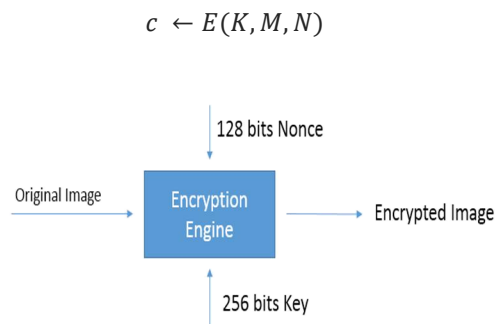 c ← E(K, M, N)
128 bits Nonce
Original Image
Encryption
Engine
Encrypted Image
256 bits Key